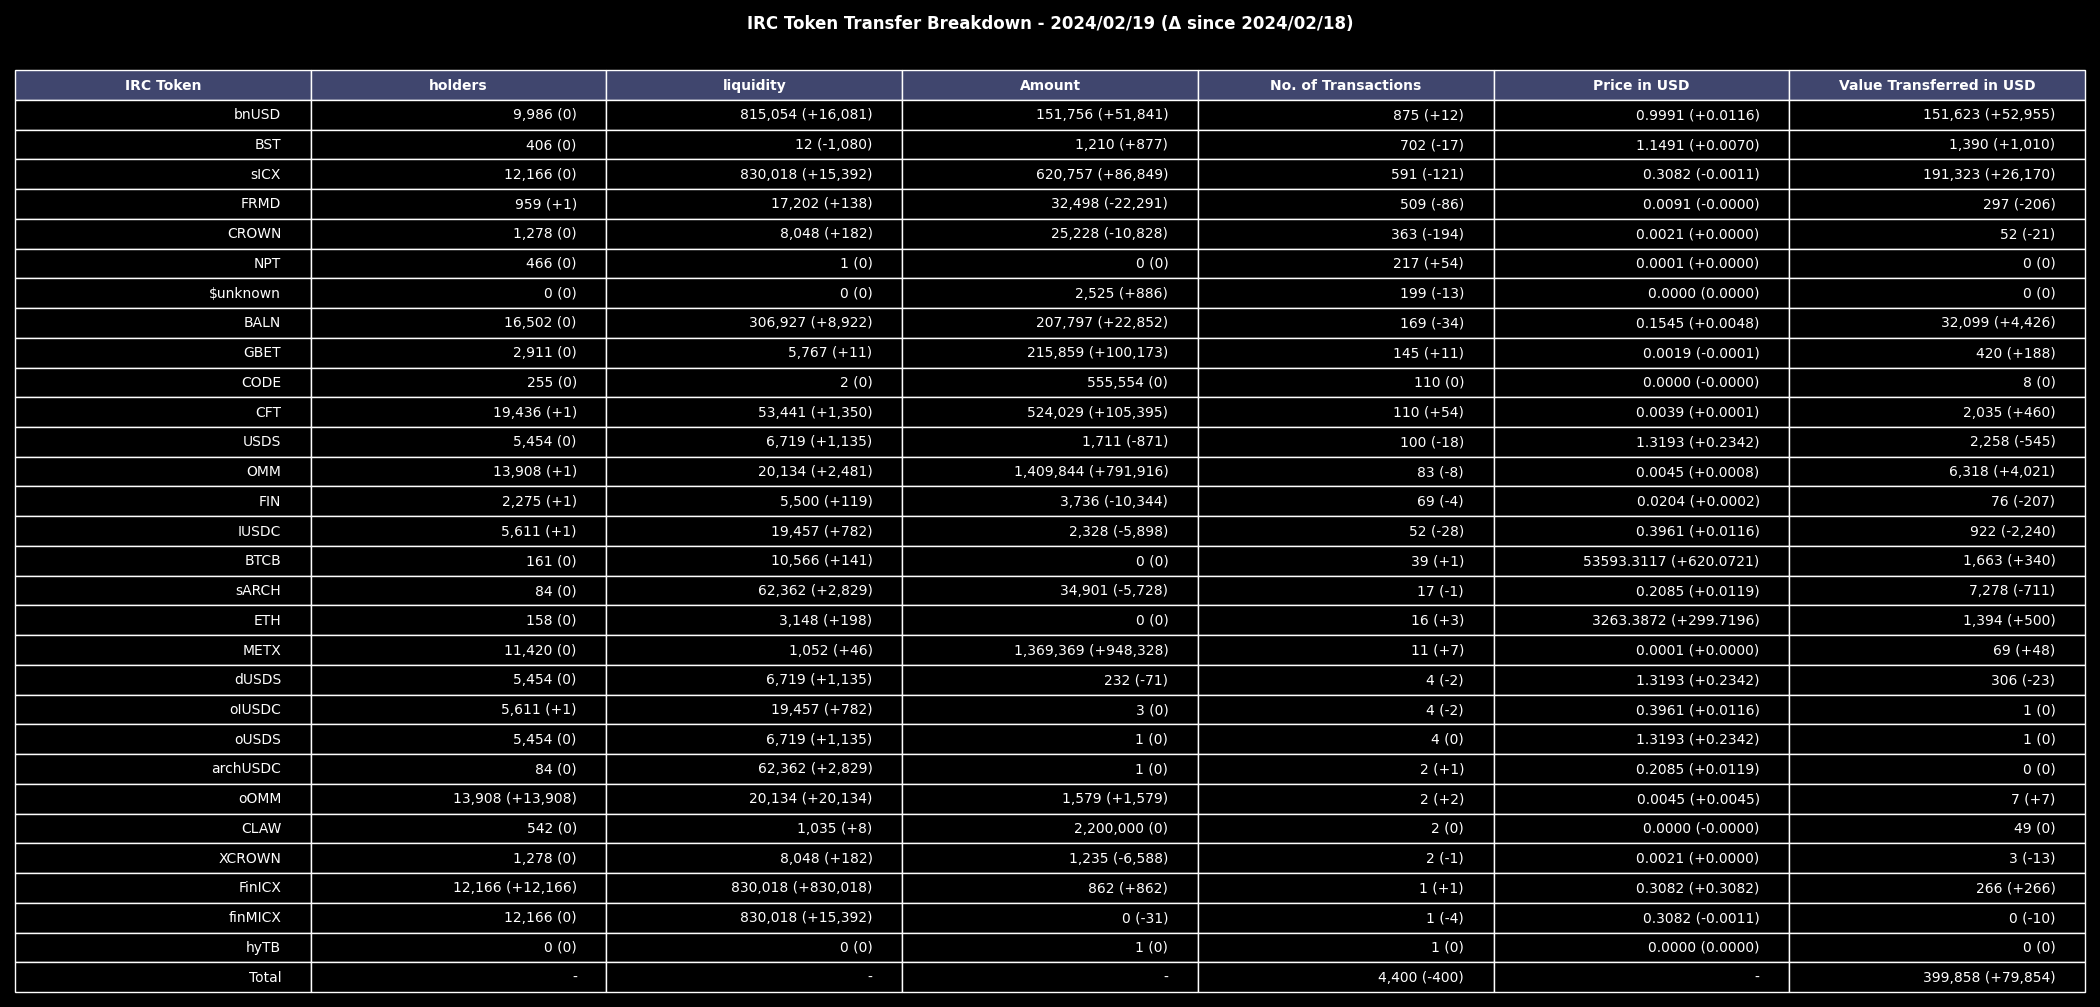 IRC Token Transfer Breakdown - 2024/02/19 (Δ since 2024/02/18)
IRC Token holders liquidity Amount No. of Transactions Price in USD Value Transferred in USD
bnUSD 9,986 (0) 815,054 (+16,081) 151,756 (+51,841) 875 (+12) 0.9991 (+0.0116) 151,623 (+52,955)
BST 406 (0) 12 (-1,080) 1,210 (+877) 702 (-17) 1.1491 (+0.0070) 1,390 (+1,010)
sICX 12,166 (0) 830,018 (+15,392) 620,757 (+86,849) 591 (-121) 0.3082 (-0.0011) 191,323 (+26,170)
FRMD 959 (+1) 17,202 (+138) 32,498 (-22,291) 509 (-86) 0.0091 (-0.0000) 297 (-206)
CROWN 1,278 (0) 8,048 (+182) 25,228 (-10,828) 363 (-194) 0.0021 (+0.0000) 52 (-21)
NPT 466 (0) 1 (0) 0 (0) 217 (+54) 0.0001 (+0.0000) 0 (0)
$unknown 0 (0) 0 (0) 2,525 (+886) 199 (-13) 0.0000 (0.0000) 0 (0)
BALN 16,502 (0) 306,927 (+8,922) 207,797 (+22,852) 169 (-34) 0.1545 (+0.0048) 32,099 (+4,426)
GBET 2,911 (0) 5,767 (+11) 215,859 (+100,173) 145 (+11) 0.0019 (-0.0001) 420 (+188)
CODE 255 (0) 2 (0) 555,554 (0) 110 (0) 0.0000 (-0.0000) 8 (0)
CFT 19,436 (+1) 53,441 (+1,350) 524,029 (+105,395) 110 (+54) 0.0039 (+0.0001) 2,035 (+460)
USDS 5,454 (0) 6,719 (+1,135) 1,711 (-871) 100 (-18) 1.3193 (+0.2342) 2,258 (-545)
OMM 13,908 (+1) 20,134 (+2,481) 1,409,844 (+791,916) 83 (-8) 0.0045 (+0.0008) 6,318 (+4,021)
FIN 2,275 (+1) 5,500 (+119) 3,736 (-10,344) 69 (-4) 0.0204 (+0.0002) 76 (-207)
IUSDC 5,611 (+1) 19,457 (+782) 2,328 (-5,898) 52 (-28) 0.3961 (+0.0116) 922 (-2,240)
BTCB 161 (0) 10,566 (+141) 0 (0) 39 (+1) 53593.3117 (+620.0721) 1,663 (+340)
sARCH 84 (0) 62,362 (+2,829) 34,901 (-5,728) 17 (-1) 0.2085 (+0.0119) 7,278 (-711)
ETH 158 (0) 3,148 (+198) 0 (0) 16 (+3) 3263.3872 (+299.7196) 1,394 (+500)
METX 11,420 (0) 1,052 (+46) 1,369,369 (+948,328) 11 (+7) 0.0001 (+0.0000) 69 (+48)
dUSDS 5,454 (0) 6,719 (+1,135) 232 (-71) 4 (-2) 1.3193 (+0.2342) 306 (-23)
oIUSDC 5,611 (+1) 19,457 (+782) 3 (0) 4 (-2) 0.3961 (+0.0116) 1 (0)
oUSDS 5,454 (0) 6,719 (+1,135) 1 (0) 4 (0) 1.3193 (+0.2342) 1 (0)
archUSDC 84 (0) 62,362 (+2,829) 1 (0) 2 (+1) 0.2085 (+0.0119) 0 (0)
oOMM 13,908 (+13,908) 20,134 (+20,134) 1,579 (+1,579) 2 (+2) 0.0045 (+0.0045) 7 (+7)
CLAW 542 (0) 1,035 (+8) 2,200,000 (0) 2 (0) 0.0000 (-0.0000) 49 (0)
XCROWN 1,278 (0) 8,048 (+182) 1,235 (-6,588) 2 (-1) 0.0021 (+0.0000) 3 (-13)
FinICX 12,166 (+12,166) 830,018 (+830,018) 862 (+862) 1 (+1) 0.3082 (+0.3082) 266 (+266)
finMICX 12,166 (0) 830,018 (+15,392) 0 (-31) 1 (-4) 0.3082 (-0.0011) 0 (-10)
hyTB 0 (0) 0 (0) 1 (0) 1 (0) 0.0000 (0.0000) 0 (0)
Total - - - 4,400 (-400) - 399,858 (+79,854)